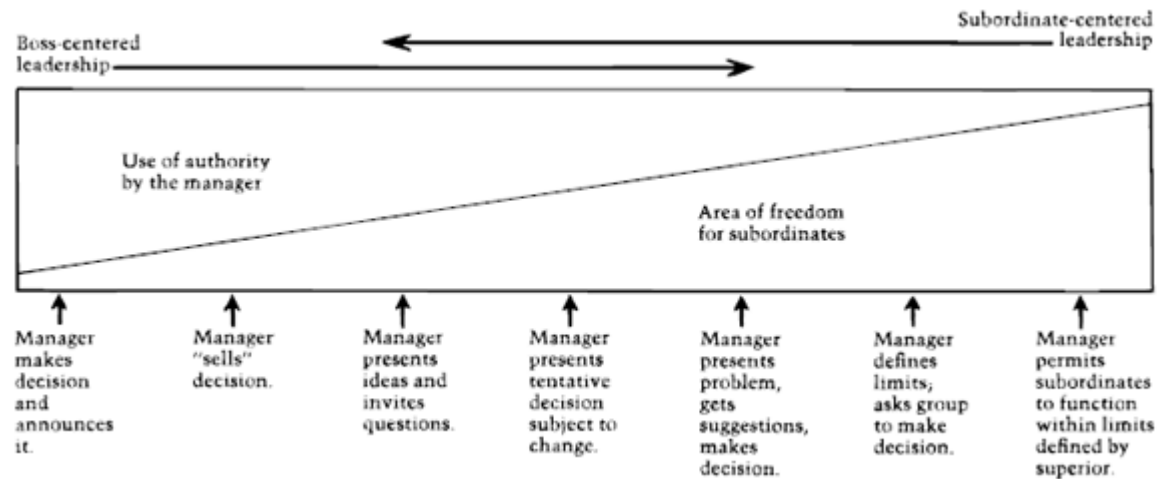 Boss-centered
leadership
Subordinate-centered
leadership
Use of authority
by the manager
Area of freedom
for subordinates
Manager
makes
decision
and
announces
it.
Manager
"sells"
decision.
Manager
presents
ideas and
invites
questions.
Manager
presents
tentative
decision
subject to
change.
Manager
presents
problem,
gets
suggestions,
makes
decision.
Manager
defines
limits;
asks group
to make
decision.
Manager
permits
subordinates
to function
within limits
defined by
superior.